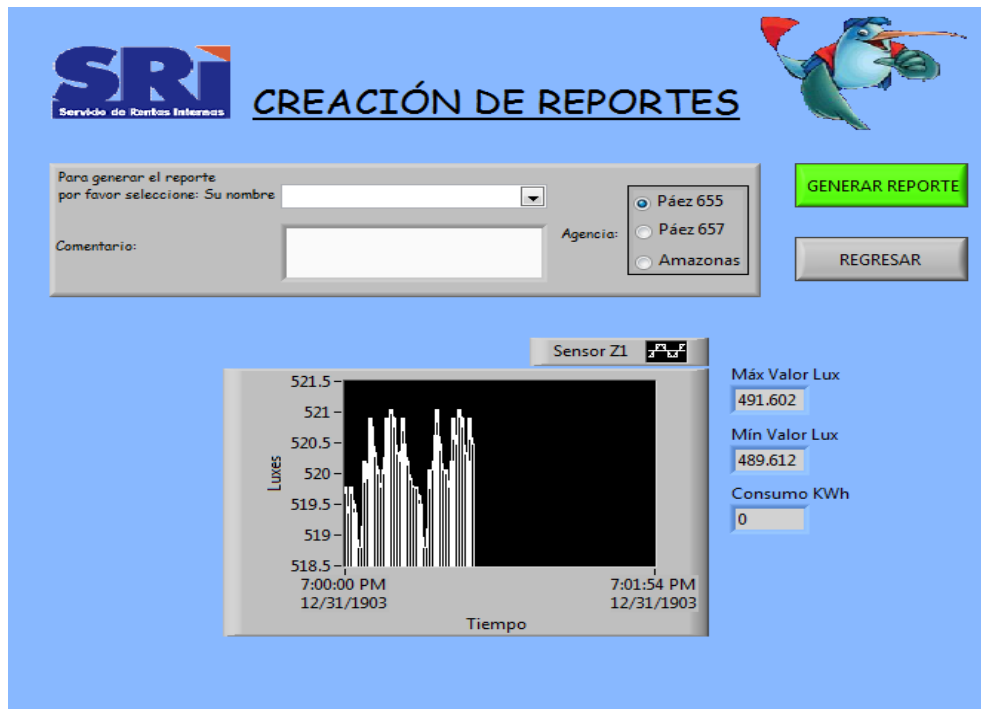 SRi
Servicio de Rentas Internas
CREACIÓN DE REPORTES
Para generar el reporte
por favor seleccione: Su nombre
Comentario:
Agencia:
Páez 655
Páez 657
Amazonas
GENERAR REPORTE
REGRESAR
Sensor Z1
521.5
521
520.5
520
519.5
519
518.5
Luxes
7:00:00 PM
12/31/1903
7:01:54 PM
12/31/1903
Tiempo
Máx Valor Lux
491.602
Mín Valor Lux
489.612
Consumo KWh
0